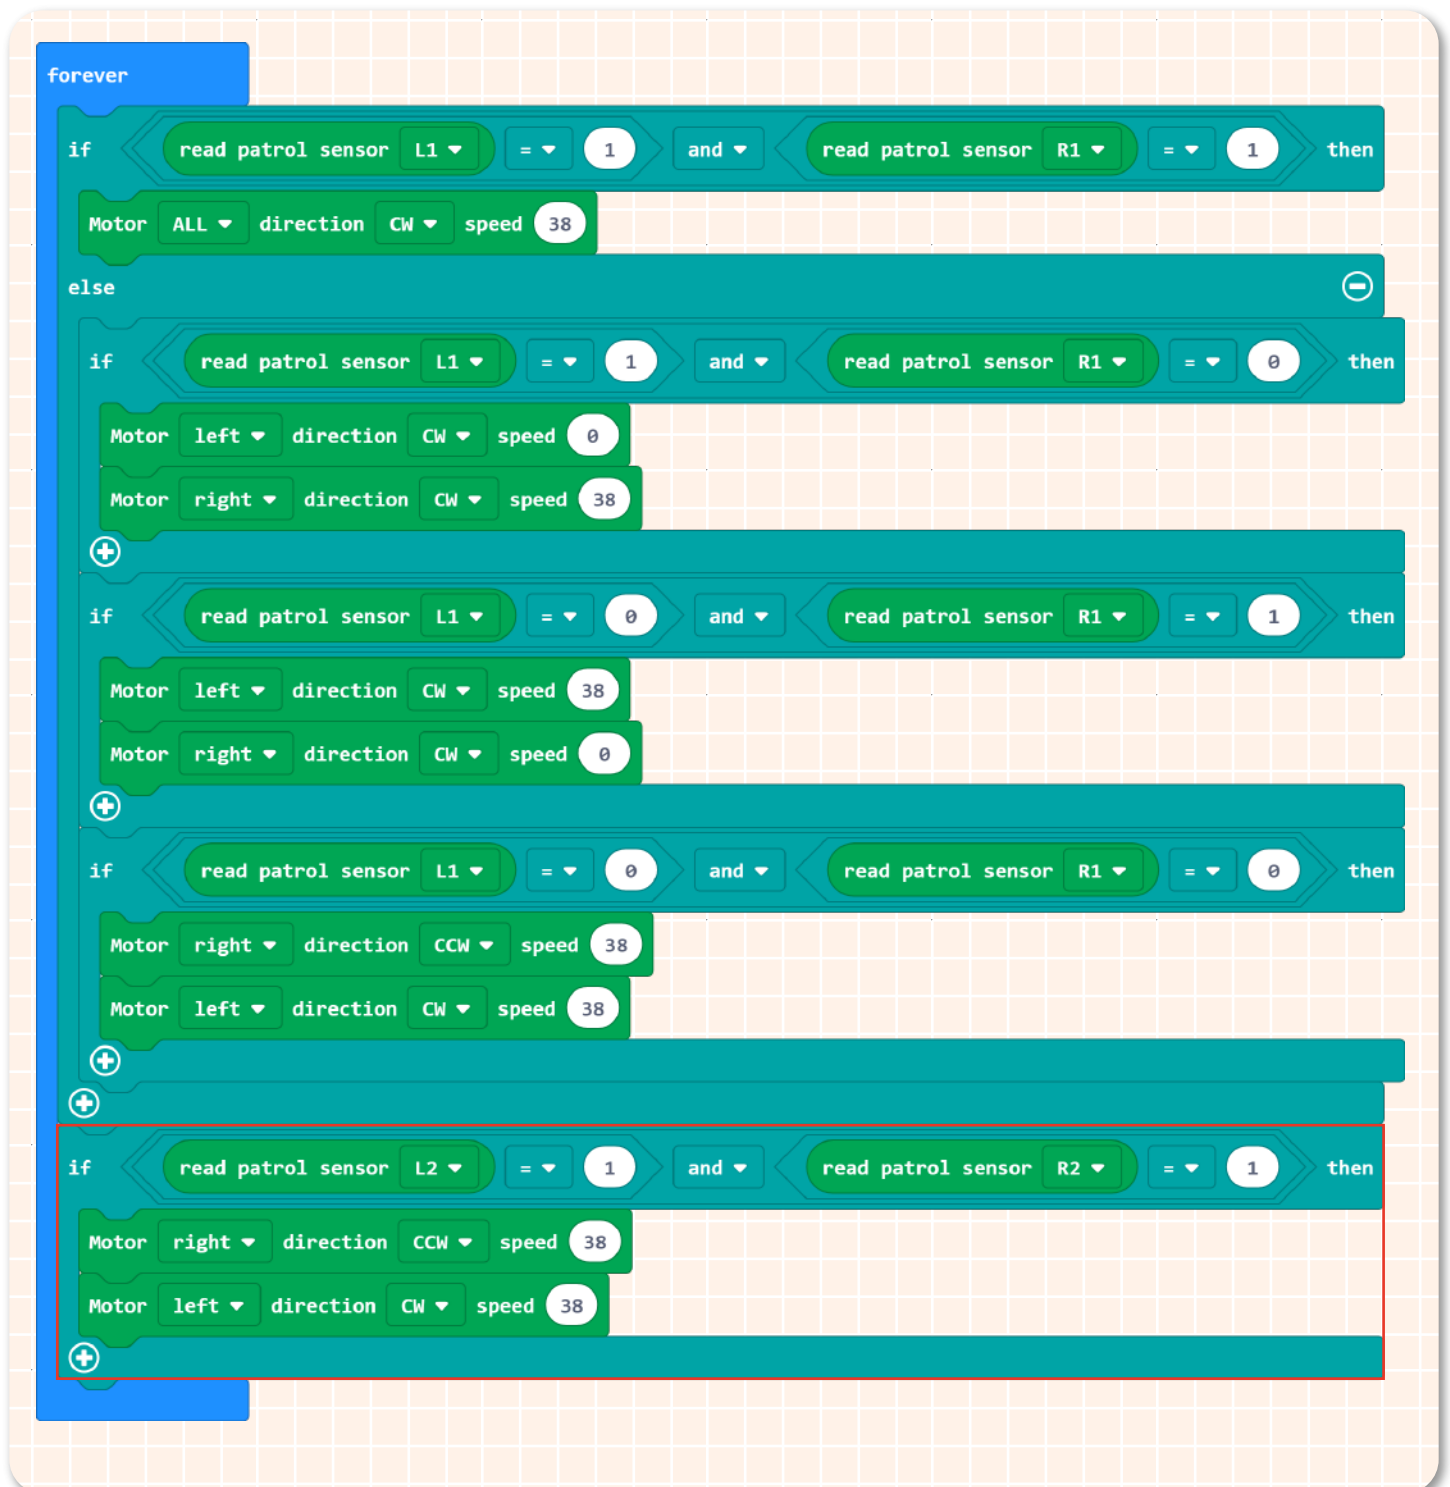 forever
if read patrol sensor L1 = 1 and read patrol sensor R1 = 1 then
Motor ALL direction CW speed 38
else
if read patrol sensor L1 = 1 and read patrol sensor R1 = 0 then
Motor left direction CW speed 0
Motor right direction CW speed 38
if read patrol sensor L1 = 0 and read patrol sensor R1 = 1 then
Motor left direction CW speed 38
Motor right direction CW speed 0
if read patrol sensor L1 = 0 and read patrol sensor R1 = 0 then
Motor right direction CCW speed 38
Motor left direction CW speed 38
if read patrol sensor L2 = 1 and read patrol sensor R2 = 1 then
Motor right direction CCW speed 38
Motor left direction CW speed 38